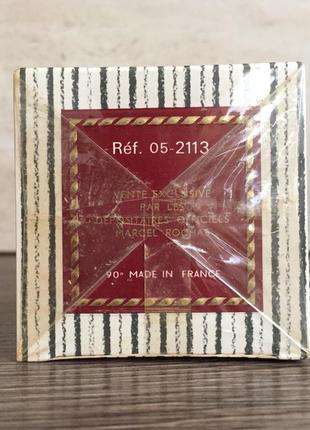 Réf. 05-2113
VENTE EXCLUSIVE
PAR LES
DÉPOSITAIRES OFFICIELS
MARCEL ROCHAS
90° MADE IN FRANCE